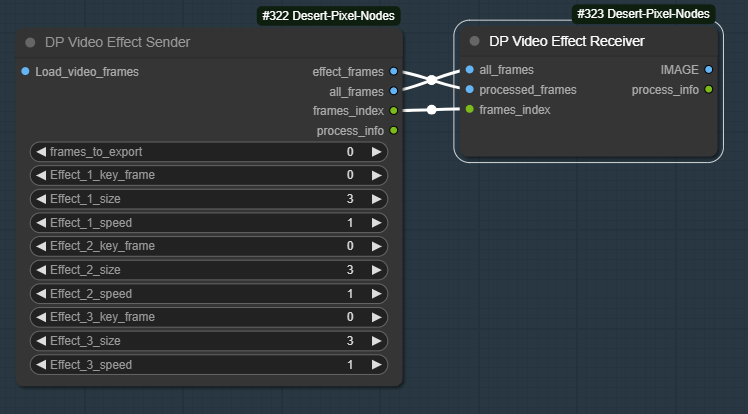 #322 Desert-Pixel-Nodes
DP Video Effect Sender
Load_video_frames
effect_frames
all_frames
frames_index
process_info
frames_to_export 0
Effect_1_key_frame 0
Effect_1_size 3
Effect_1_speed 1
Effect_2_key_frame 0
Effect_2_size 3
Effect_2_speed 1
Effect_3_key_frame 0
Effect_3_size 3
Effect_3_speed 1
#323 Desert-Pixel-Nodes
DP Video Effect Receiver
all_frames IMAGE
processed_frames process_info
frames_index